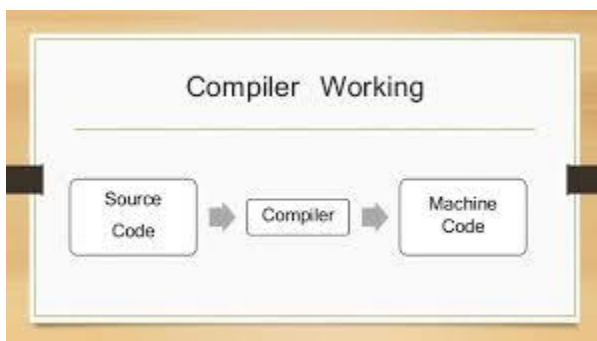 Compiler Working
Source
Code
Compiler
Machine
Code